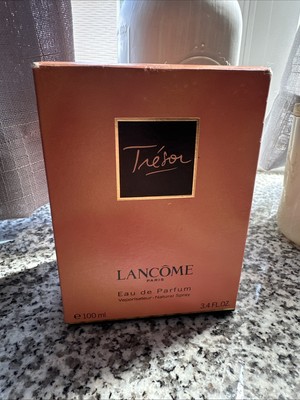 Trésor
LANCÔME
PARIS
Eau de Parfum
Vaporisateur-Natural Spray
e 100 ml 3.4 FL.OZ